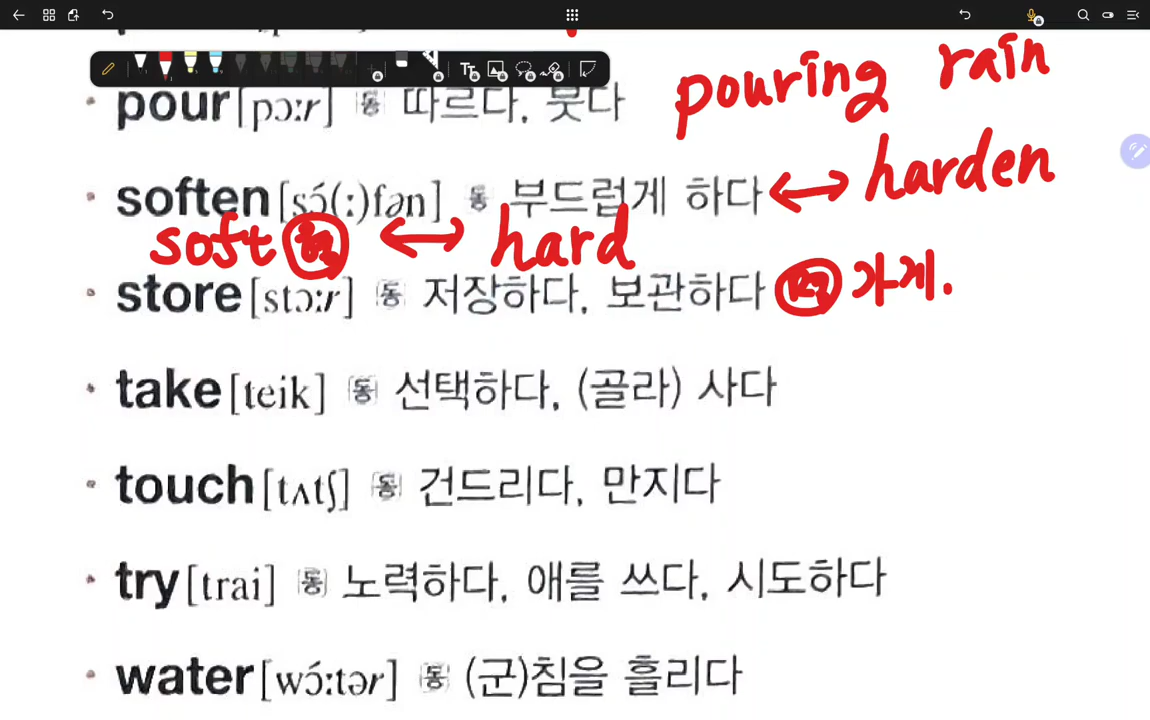 pouring rain
pour[pɔːr] 동 따르다, 붓다
soften[sɔ́(ː)fən] 동 부드럽게 하다 ↔ harden
soft 형 ↔ hard
store[stɔːr] 동 저장하다, 보관하다 명 가게.
take[teik] 동 선택하다, (골라) 사다
touch[tʌtʃ] 동 건드리다, 만지다
try[trai] 동 노력하다, 애를 쓰다, 시도하다
water[wɔ́ːtər] 동 (군)침을 흘리다